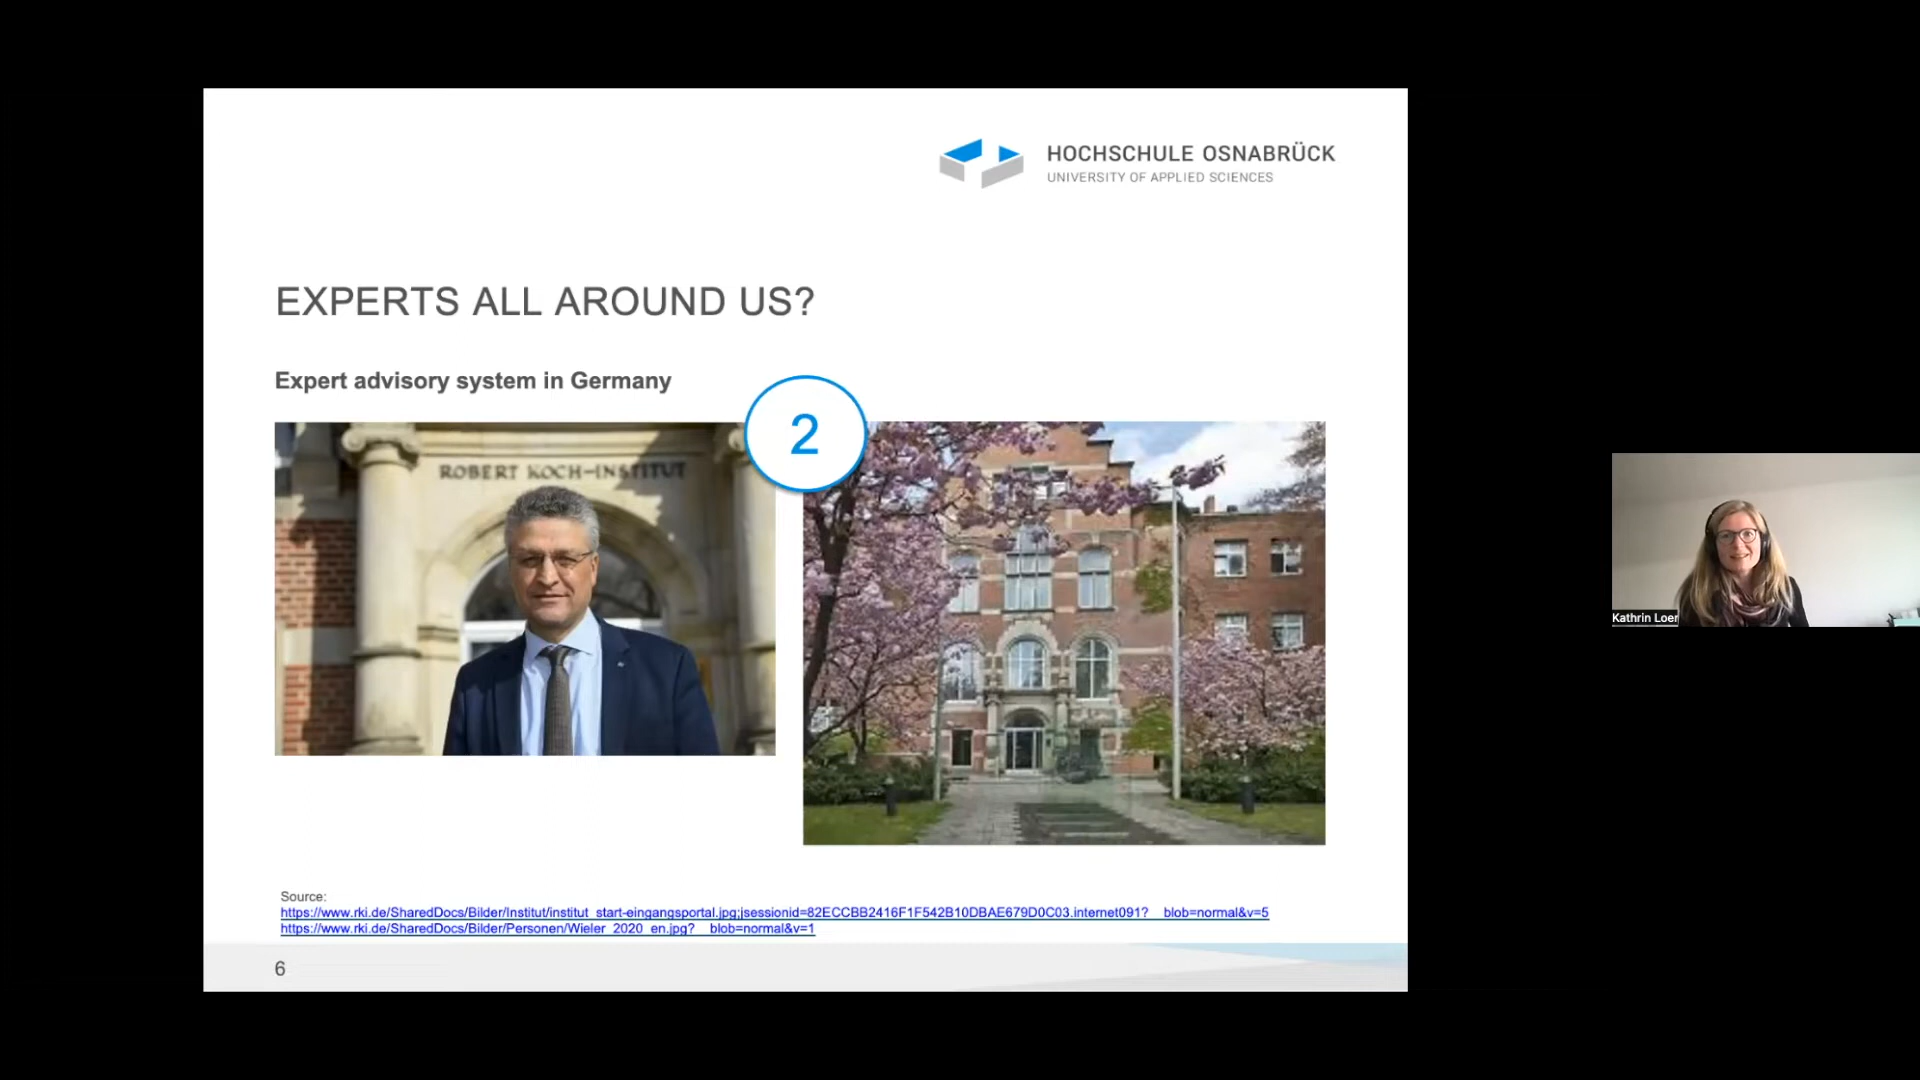 HOCHSCHULE OSNABRÜCK
UNIVERSITY OF APPLIED SCIENCES
EXPERTS ALL AROUND US?
Expert advisory system in Germany
2
ROBERT KOCH-INSTITUT
Kathrin Loer
Source:
https://www.rki.de/SharedDocs/Bilder/Institut/institut_start-eingangsportal.jpg;jsessionid=82ECCBB2416F1F542B10DBAE679D0C03.internet091?__blob=normal&v=5
https://www.rki.de/SharedDocs/Bilder/Personen/Wieler_2020_en.jpg?__blob=normal&v=1
6